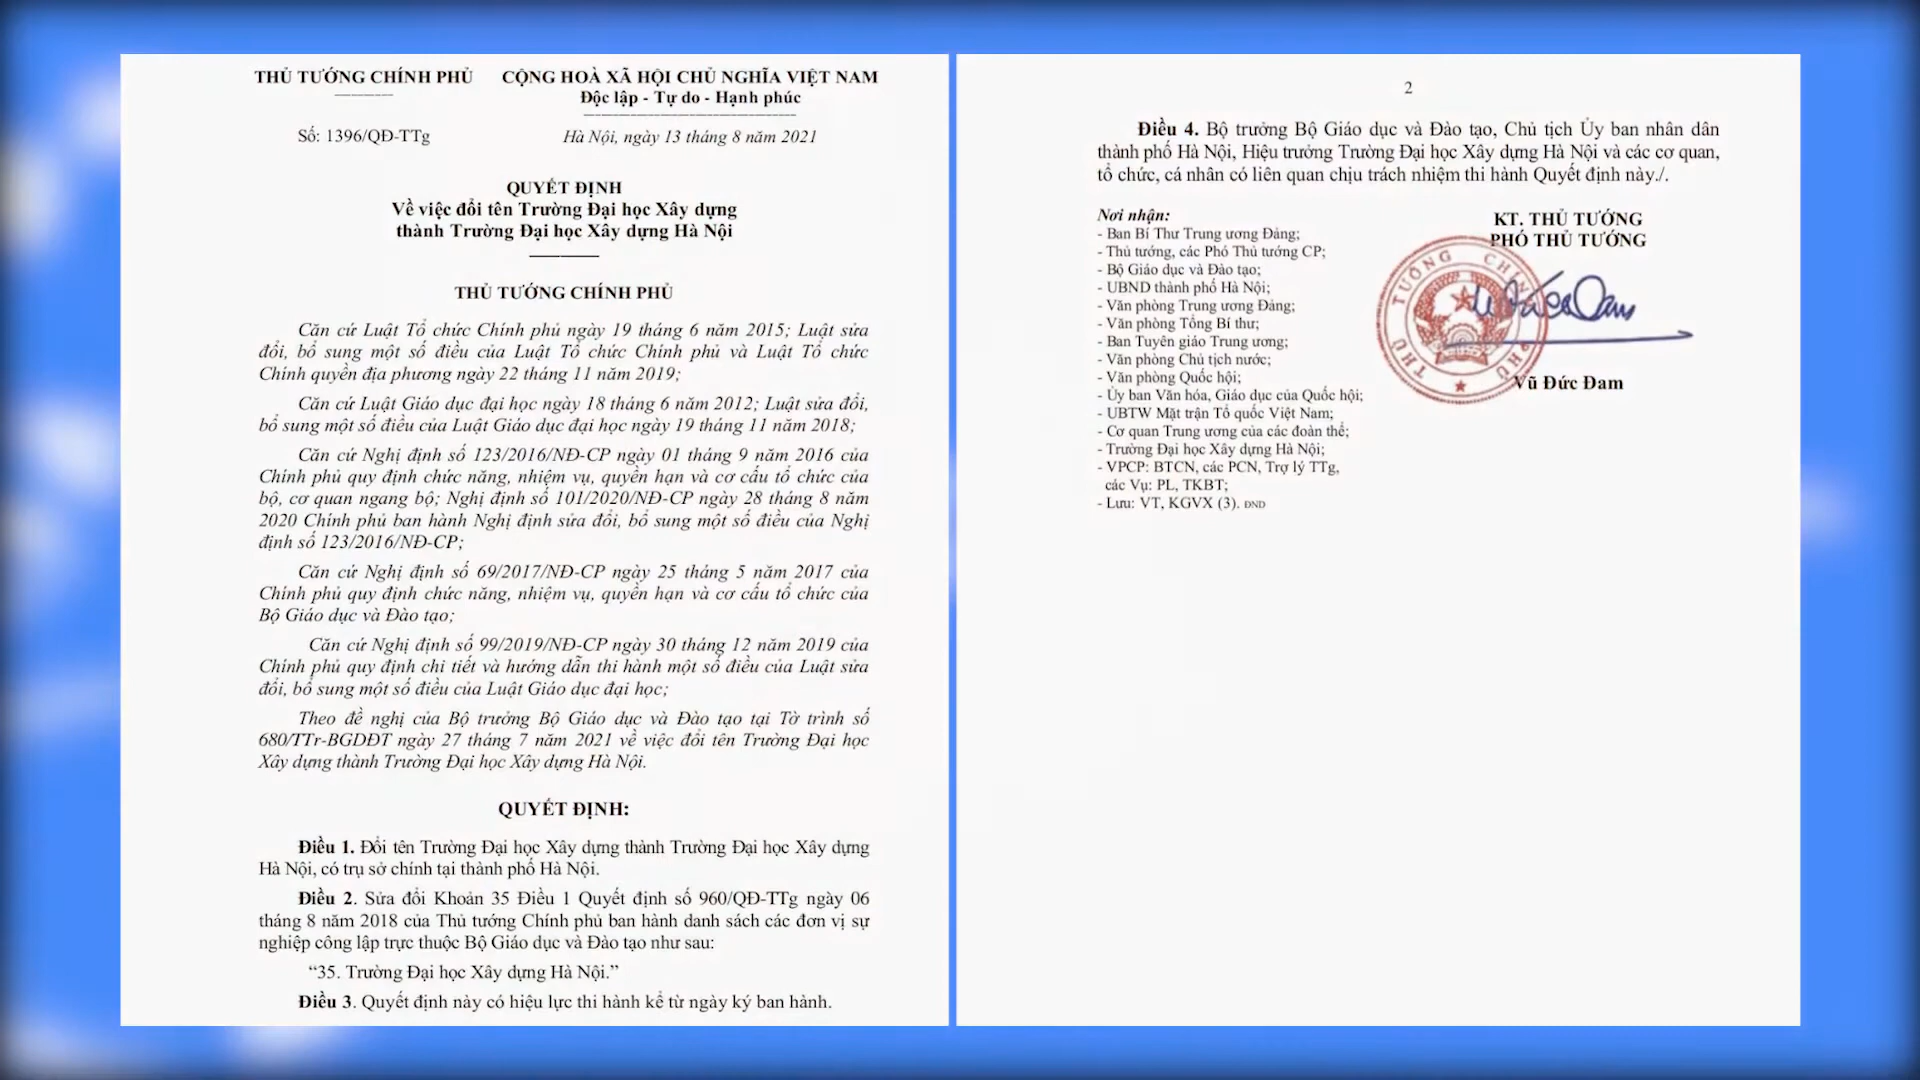 THỦ TƯỚNG CHÍNH PHỦ
CỘNG HOÀ XÃ HỘI CHỦ NGHĨA VIỆT NAM
Độc lập - Tự do - Hạnh phúc
Số: 1396/QĐ-TTg
Hà Nội, ngày 13 tháng 8 năm 2021
QUYẾT ĐỊNH
Về việc đổi tên Trường Đại học Xây dựng
thành Trường Đại học Xây dựng Hà Nội
THỦ TƯỚNG CHÍNH PHỦ
Căn cứ Luật Tổ chức Chính phủ ngày 19 tháng 6 năm 2015; Luật sửa
đổi, bổ sung một số điều của Luật Tổ chức Chính phủ và Luật Tổ chức
Chính quyền địa phương ngày 22 tháng 11 năm 2019;
Căn cứ Luật Giáo dục đại học ngày 18 tháng 6 năm 2012; Luật sửa đổi,
bổ sung một số điều của Luật Giáo dục đại học ngày 19 tháng 11 năm 2018;
Căn cứ Nghị định số 123/2016/NĐ-CP ngày 01 tháng 9 năm 2016 của
Chính phủ quy định chức năng, nhiệm vụ, quyền hạn và cơ cấu tổ chức của
bộ, cơ quan ngang bộ; Nghị định số 101/2020/NĐ-CP ngày 28 tháng 8 năm
2020 Chính phủ ban hành Nghị định sửa đổi, bổ sung một số điều của Nghị
định số 123/2016/NĐ-CP;
Căn cứ Nghị định số 69/2017/NĐ-CP ngày 25 tháng 5 năm 2017 của
Chính phủ quy định chức năng, nhiệm vụ, quyền hạn và cơ cấu tổ chức của
Bộ Giáo dục và Đào tạo;
Căn cứ Nghị định số 99/2019/NĐ-CP ngày 30 tháng 12 năm 2019 của
Chính phủ quy định chi tiết và hướng dẫn thi hành một số điều của Luật sửa
đổi, bổ sung một số điều của Luật Giáo dục đại học;
Theo đề nghị của Bộ trưởng Bộ Giáo dục và Đào tạo tại Tờ trình số
680/TTr-BGDĐT ngày 27 tháng 7 năm 2021 về việc đổi tên Trường Đại học
Xây dựng thành Trường Đại học Xây dựng Hà Nội.
QUYẾT ĐỊNH:
Điều 1. Đổi tên Trường Đại học Xây dựng thành Trường Đại học Xây dựng
Hà Nội, có trụ sở chính tại thành phố Hà Nội.
Điều 2. Sửa đổi Khoản 35 Điều 1 Quyết định số 960/QĐ-TTg ngày 06
tháng 8 năm 2018 của Thủ tướng Chính phủ ban hành danh sách các đơn vị sự
nghiệp công lập trực thuộc Bộ Giáo dục và Đào tạo như sau:
“35. Trường Đại học Xây dựng Hà Nội.”
Điều 3. Quyết định này có hiệu lực thi hành kể từ ngày ký ban hành.
2
Điều 4. Bộ trưởng Bộ Giáo dục và Đào tạo, Chủ tịch Ủy ban nhân dân
thành phố Hà Nội, Hiệu trưởng Trường Đại học Xây dựng Hà Nội và các cơ quan,
tổ chức, cá nhân có liên quan chịu trách nhiệm thi hành Quyết định này./.
Nơi nhận:
- Ban Bí Thư Trung ương Đảng;
- Thủ tướng, các Phó Thủ tướng CP;
- Bộ Giáo dục và Đào tạo;
- UBND thành phố Hà Nội;
- Văn phòng Trung ương Đảng;
- Văn phòng Tổng Bí thư;
- Ban Tuyên giáo Trung ương;
- Văn phòng Chủ tịch nước;
- Văn phòng Quốc hội;
- Ủy ban Văn hóa, Giáo dục của Quốc hội;
- UBTW Mặt trận Tổ quốc Việt Nam;
- Cơ quan Trung ương của các đoàn thể;
- Trường Đại học Xây dựng Hà Nội;
- VPCP: BTCN, các PCN, Trợ lý TTg,
các Vụ: PL, TKBT;
- Lưu: VT, KGVX (3). ĐND
KT. THỦ TƯỚNG
PHÓ THỦ TƯỚNG
THỦ TƯỚNG CHÍNH PHỦ
Vũ Đức Đam